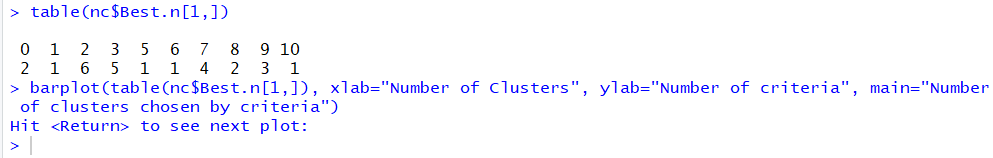 > table(nc$Best.n[1,])
0 1 2 3 5 6 7 8 9 10
2 1 6 5 1 1 4 2 3 1
> barplot(table(nc$Best.n[1,]), xlab="Number of Clusters", ylab="Number of criteria", main="Number
of clusters chosen by criteria")
Hit <Return> to see next plot:
>